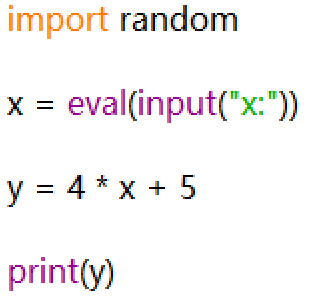 import random
x = eval(input("x:"))
y = 4 * x + 5
print(y)